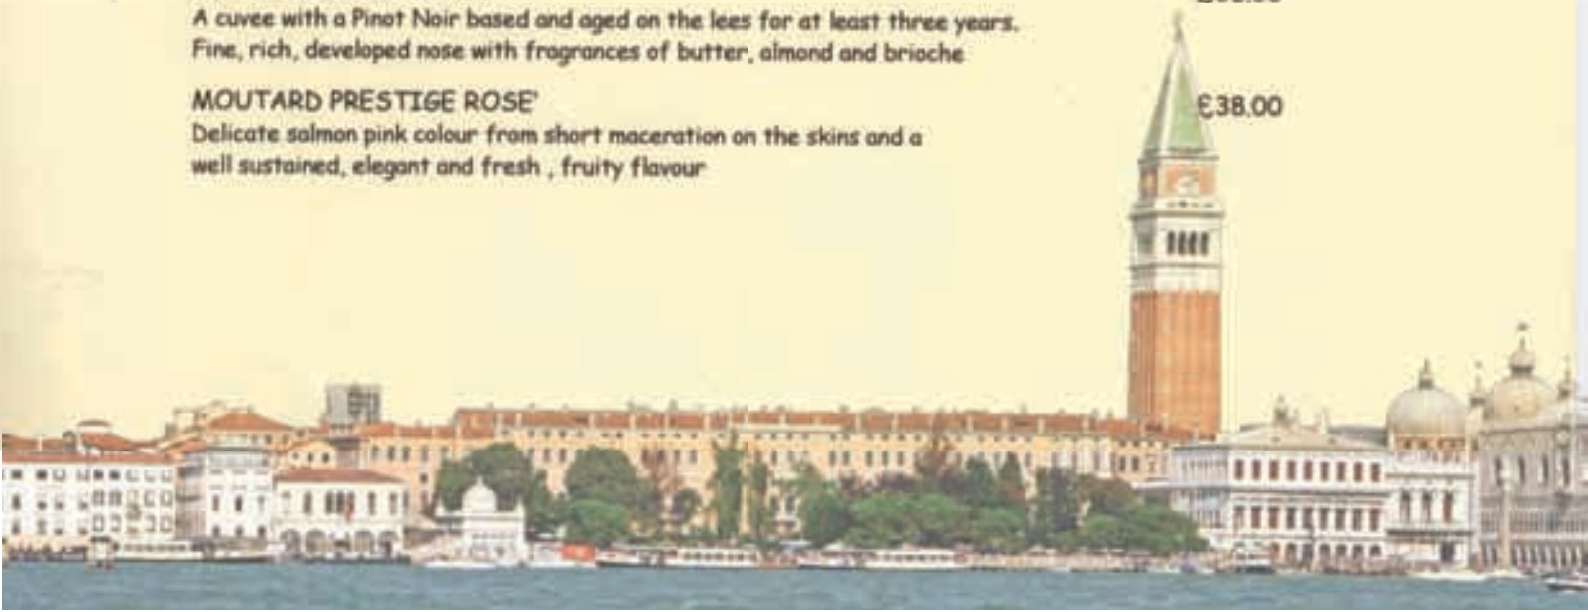 A cuvee with a Pinot Noir based and aged on the lees for at least three years.
Fine, rich, developed nose with fragrances of butter, almond and brioche
MOUTARD PRESTIGE ROSE' £38.00
Delicate salmon pink colour from short maceration on the skins and a
well sustained, elegant and fresh , fruity flavour